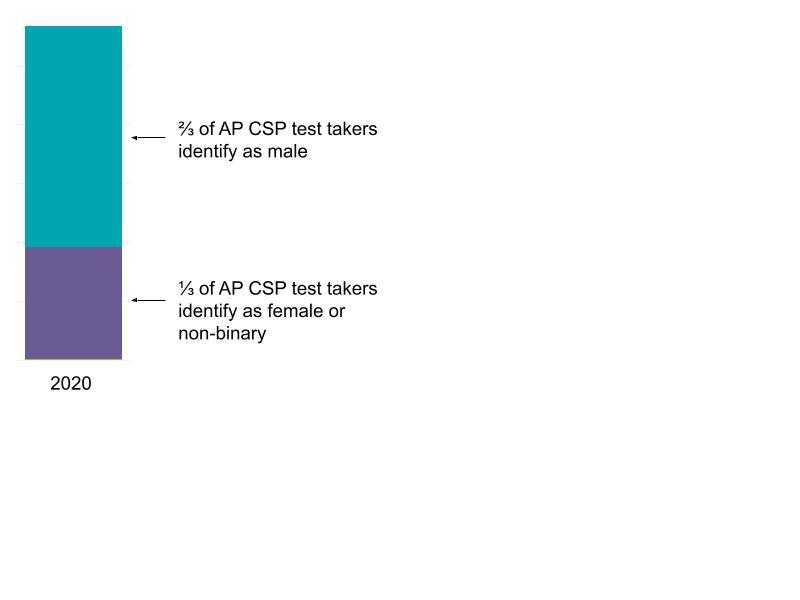 ⅔ of AP CSP test takers
identify as male
⅓ of AP CSP test takers
identify as female or
non-binary
2020